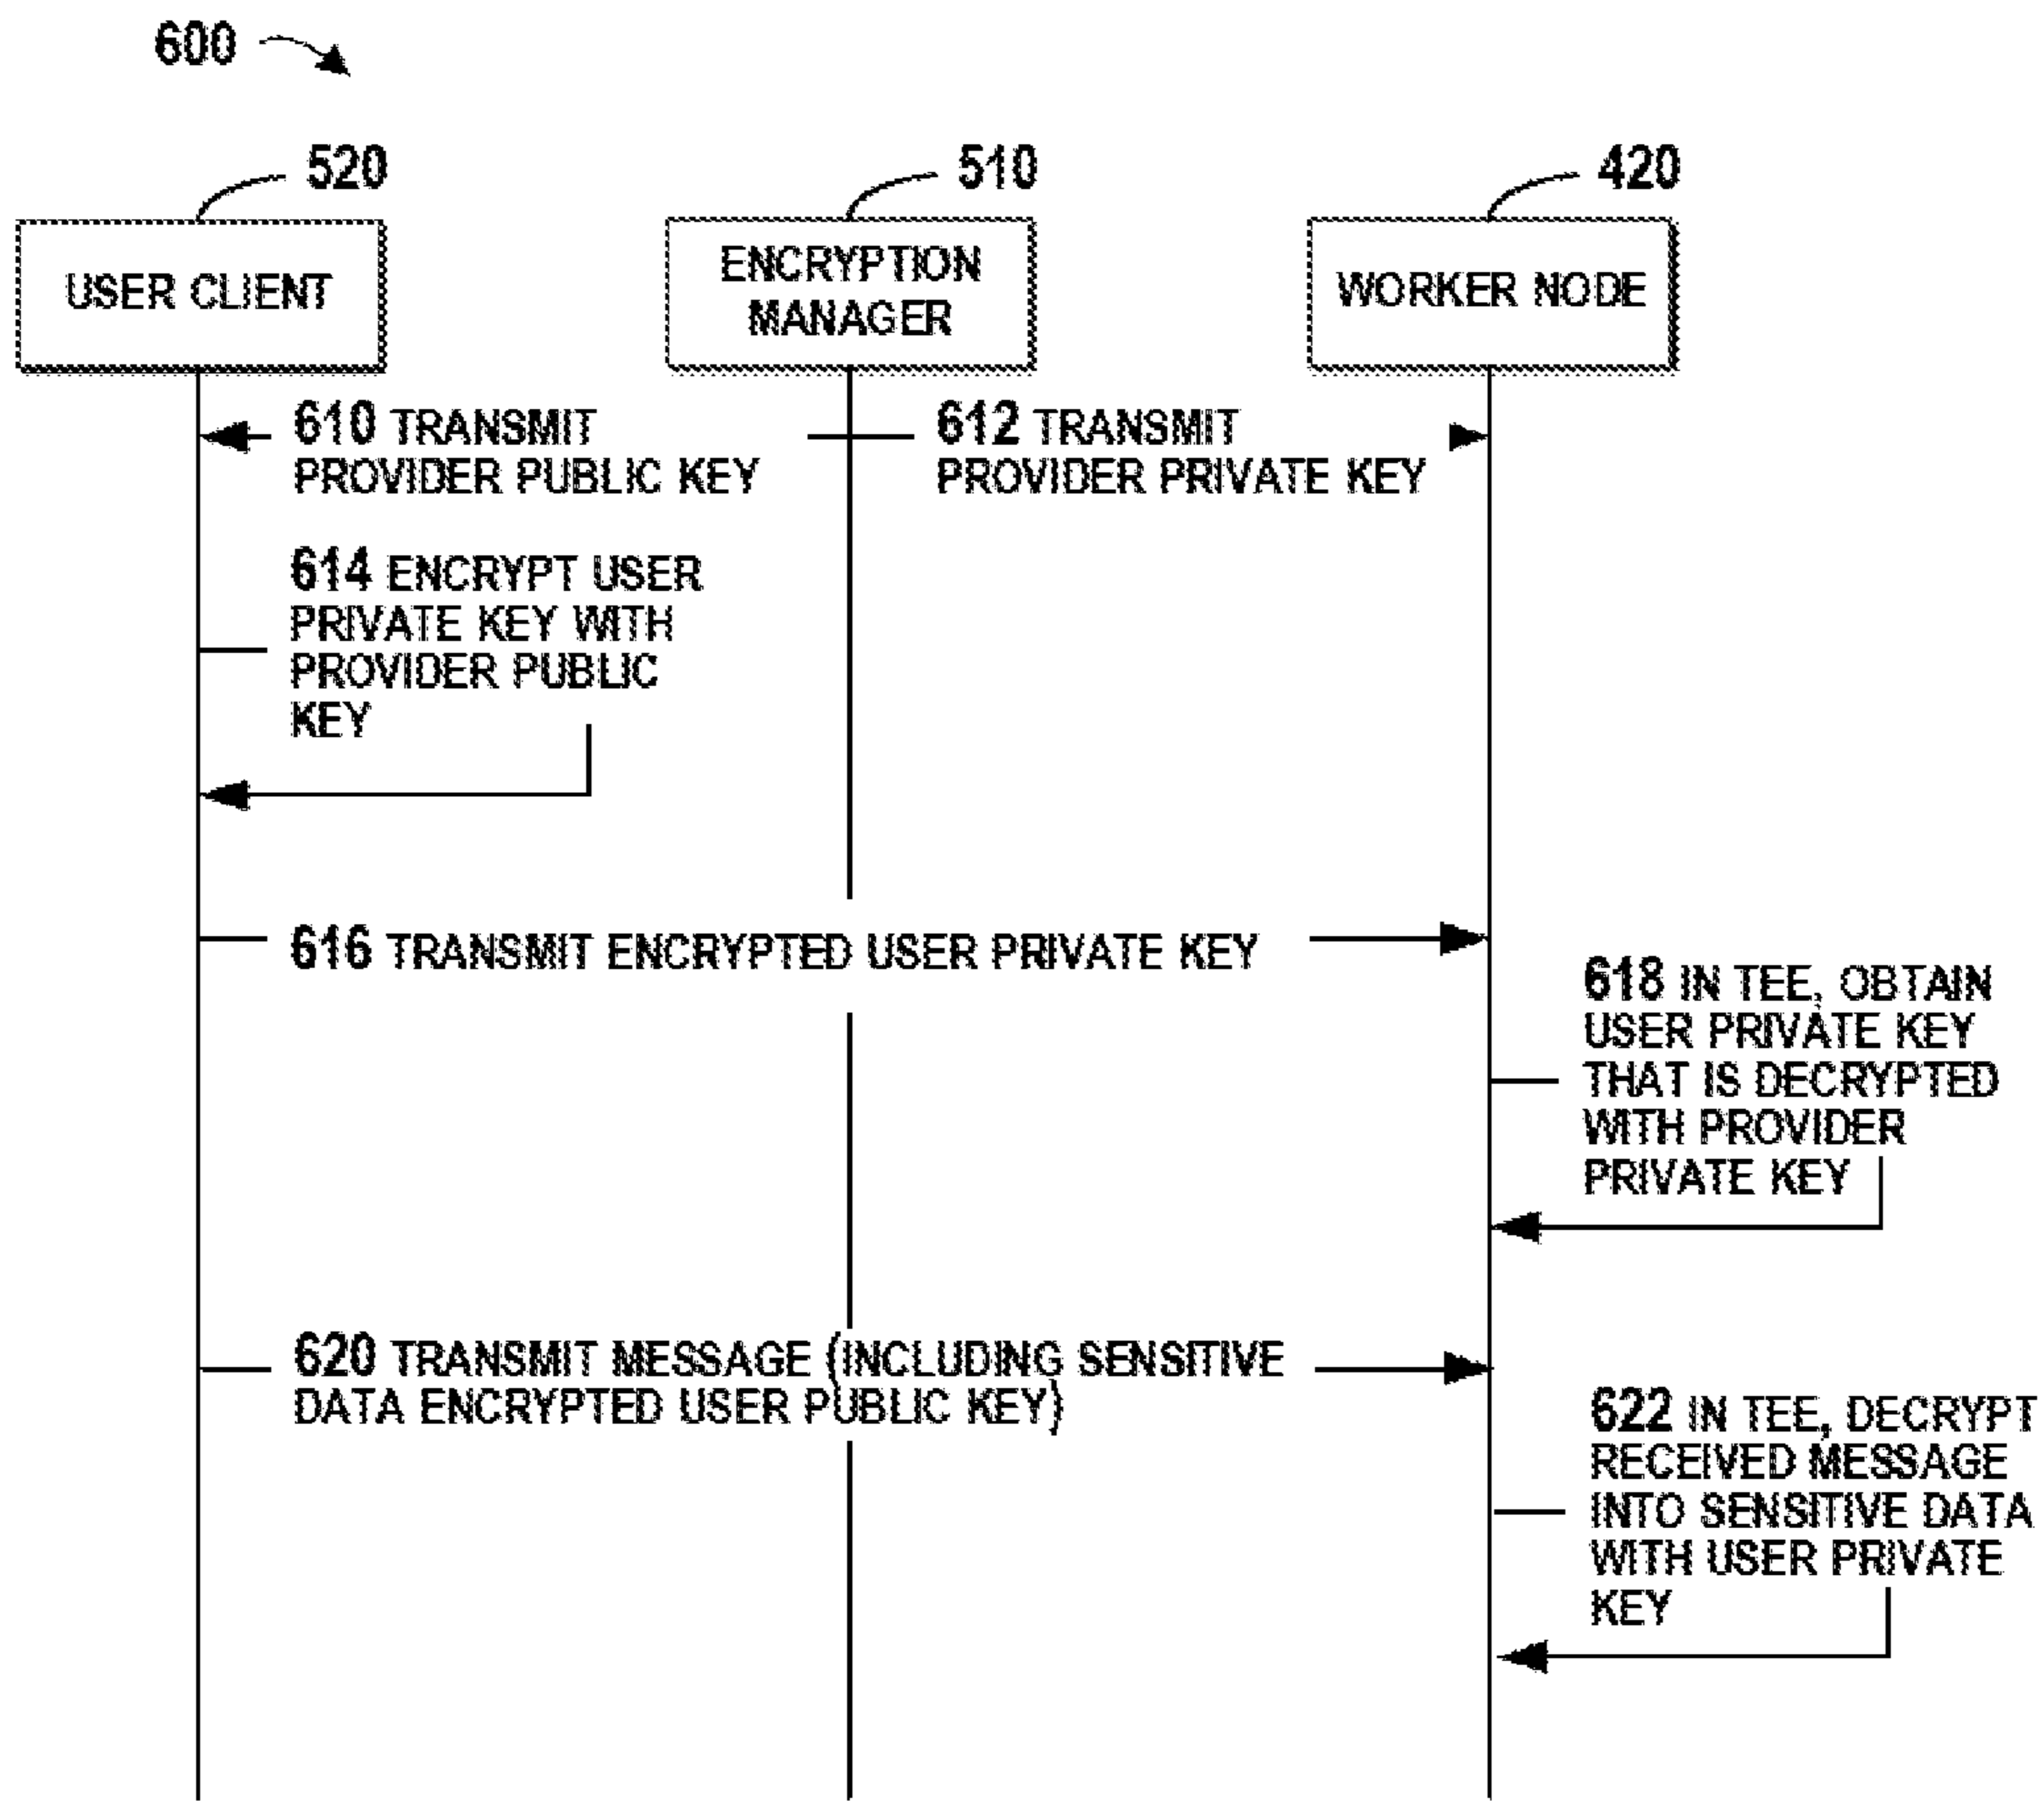 600
520
510
420
USER CLIENT
ENCRYPTION
MANAGER
WORKER NODE
610 TRANSMIT
PROVIDER PUBLIC KEY
612 TRANSMIT
PROVIDER PRIVATE KEY
614 ENCRYPT USER
PRIVATE KEY WITH
PROVIDER PUBLIC
KEY
616 TRANSMIT ENCRYPTED USER PRIVATE KEY
618 IN TEE, OBTAIN
USER PRIVATE KEY
THAT IS DECRYPTED
WITH PROVIDER
PRIVATE KEY
620 TRANSMIT MESSAGE (INCLUDING SENSITIVE
DATA ENCRYPTED USER PUBLIC KEY)
622 IN TEE, DECRYPT
RECEIVED MESSAGE
INTO SENSITIVE DATA
WITH USER PRIVATE
KEY